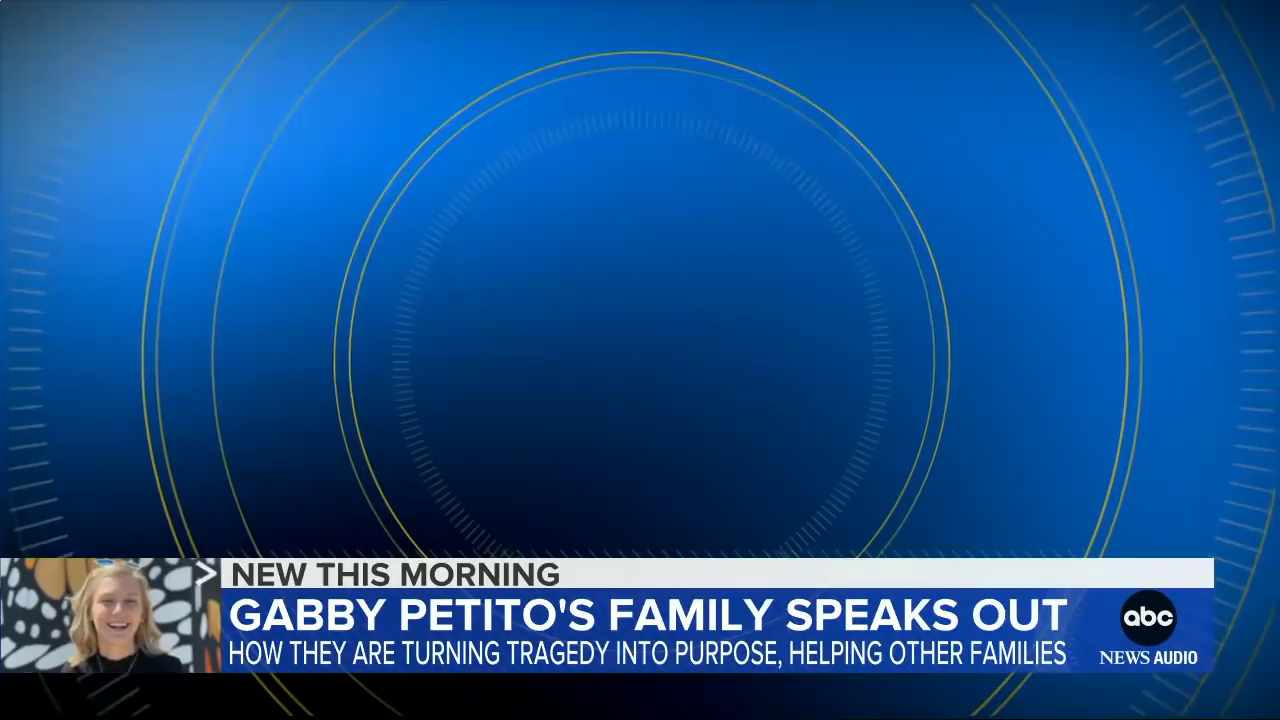 NEW THIS MORNING
GABBY PETITO'S FAMILY SPEAKS OUT
HOW THEY ARE TURNING TRAGEDY INTO PURPOSE, HELPING OTHER FAMILIES
abc
NEWS AUDIO